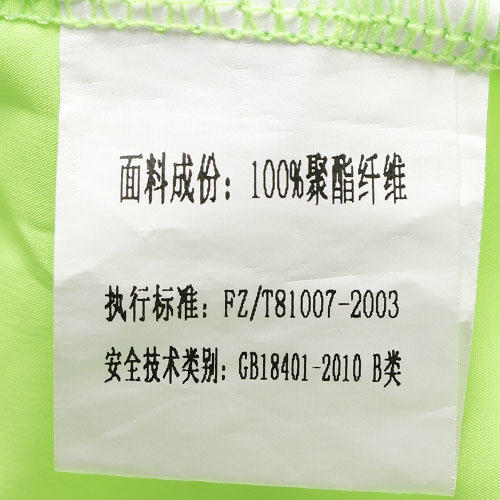 面料成份：100%聚酯纤维
执行标准：FZ/T81007-2003
安全技术类别：GB18401-2010 B类